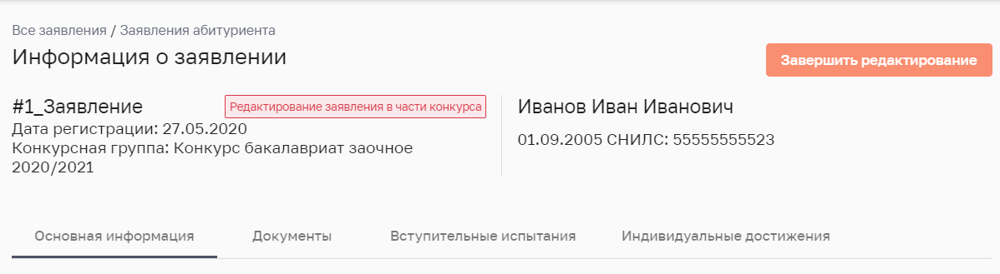 Все заявления / Заявления абитуриента
Информация о заявлении
Завершить редактирование
#1_Заявление
Редактирование заявления в части конкурса
Дата регистрации: 27.05.2020
Конкурсная группа: Конкурс бакалавриат заочное
2020/2021
Иванов Иван Иванович
01.09.2005 СНИЛС: 55555555523
Основная информация
Документы
Вступительные испытания
Индивидуальные достижения